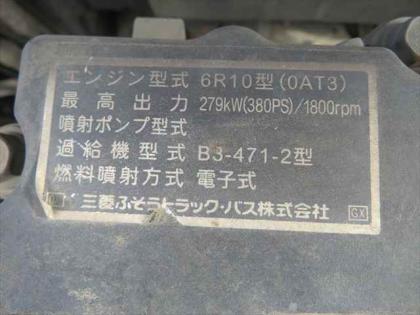 エンジン型式 6R10型(0AT3)
最高出力 279kW(380PS)/1800rpm
噴射ポンプ型式
過給機型式 B3-471-2型
燃料噴射方式 電子式
三菱ふそうトラック・バス株式会社 GX